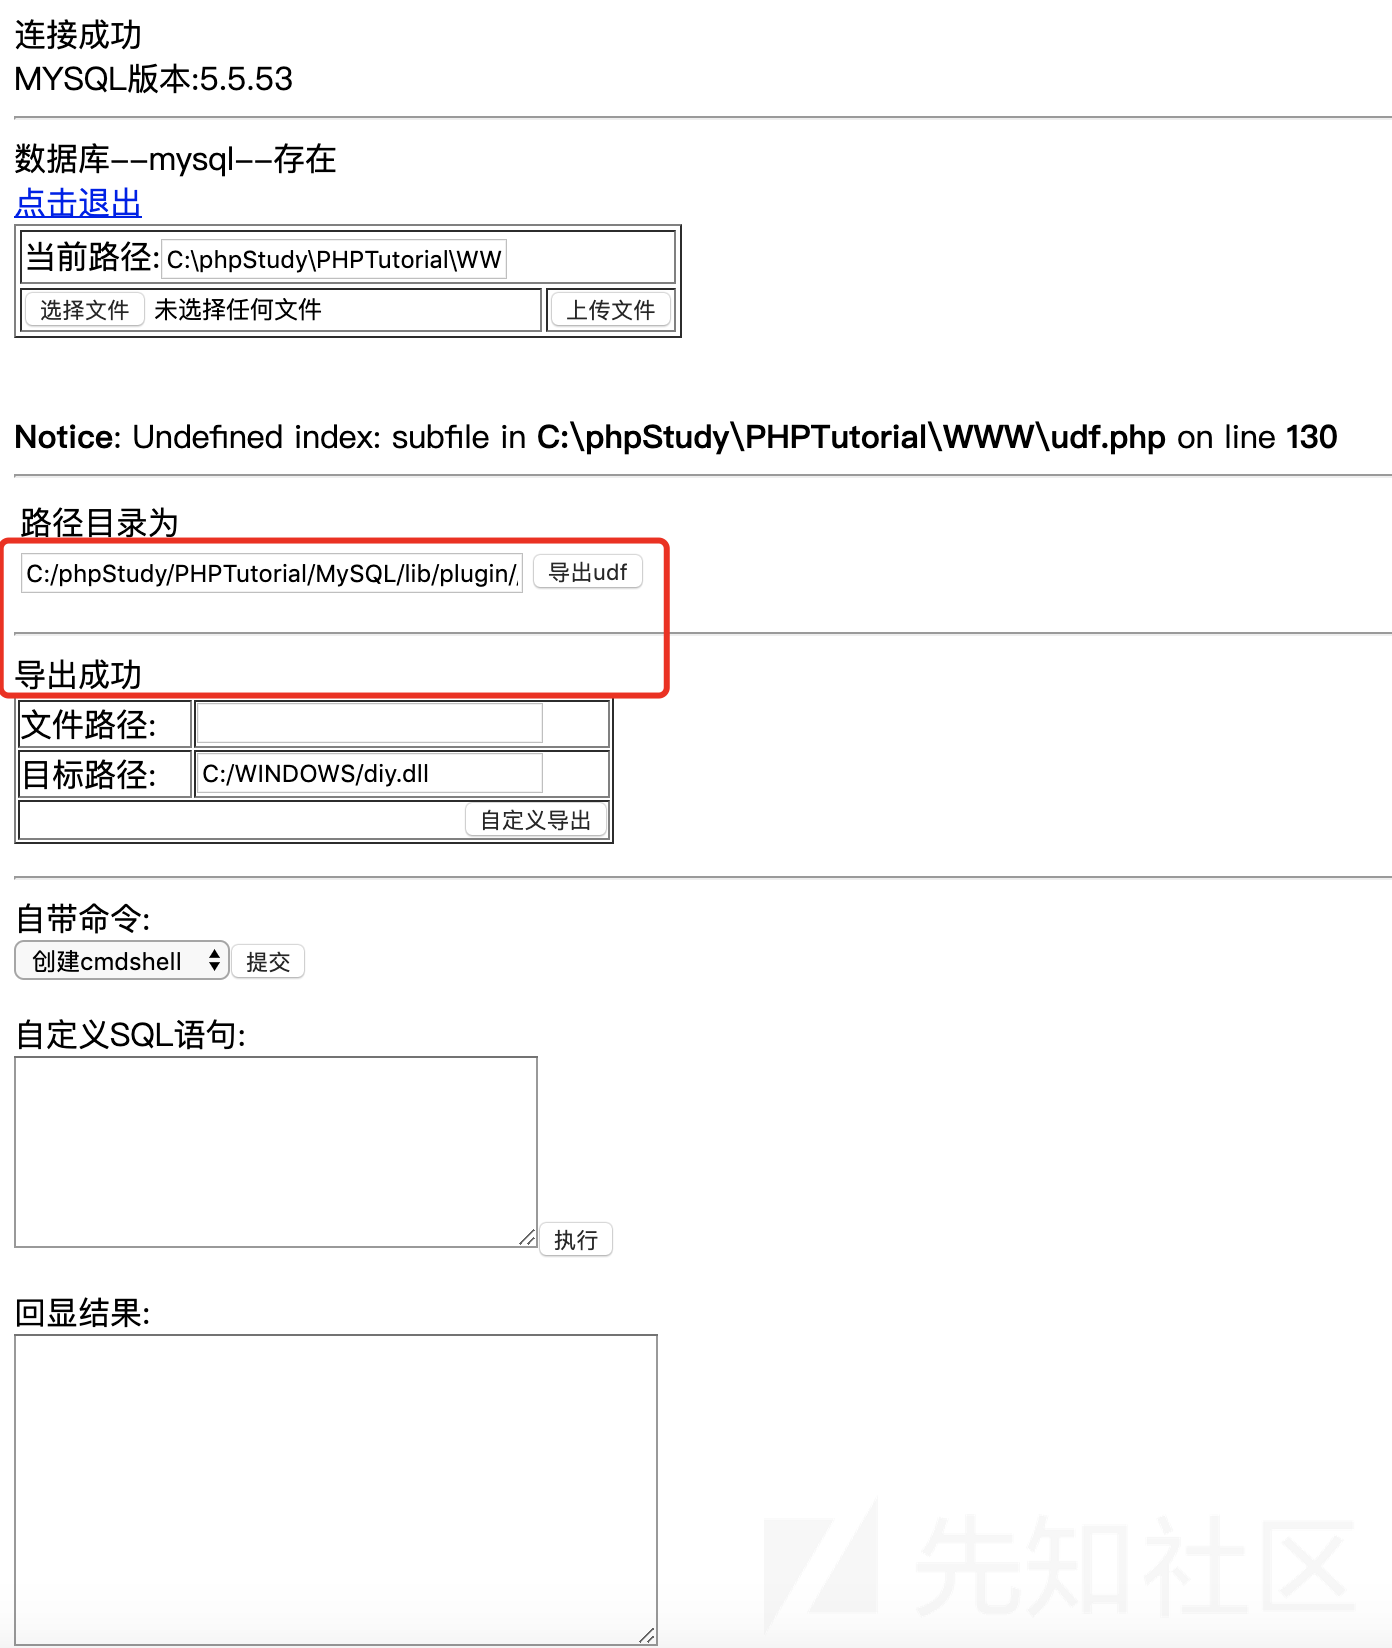 连接成功
MYSQL版本:5.5.53
数据库--mysql--存在
点击退出
当前路径: C:\phpStudy\PHPTutorial\WW
选择文件 未选择任何文件 上传文件
Notice: Undefined index: subfile in C:\phpStudy\PHPTutorial\WWW\udf.php on line 130
路径目录为
C:/phpStudy/PHPTutorial/MySQL/lib/plugin/ 导出udf
导出成功
文件路径:
目标路径: C:/WINDOWS/diy.dll
自定义导出
自带命令:
创建cmdshell 提交
自定义SQL语句:
执行
回显结果:
先知社区